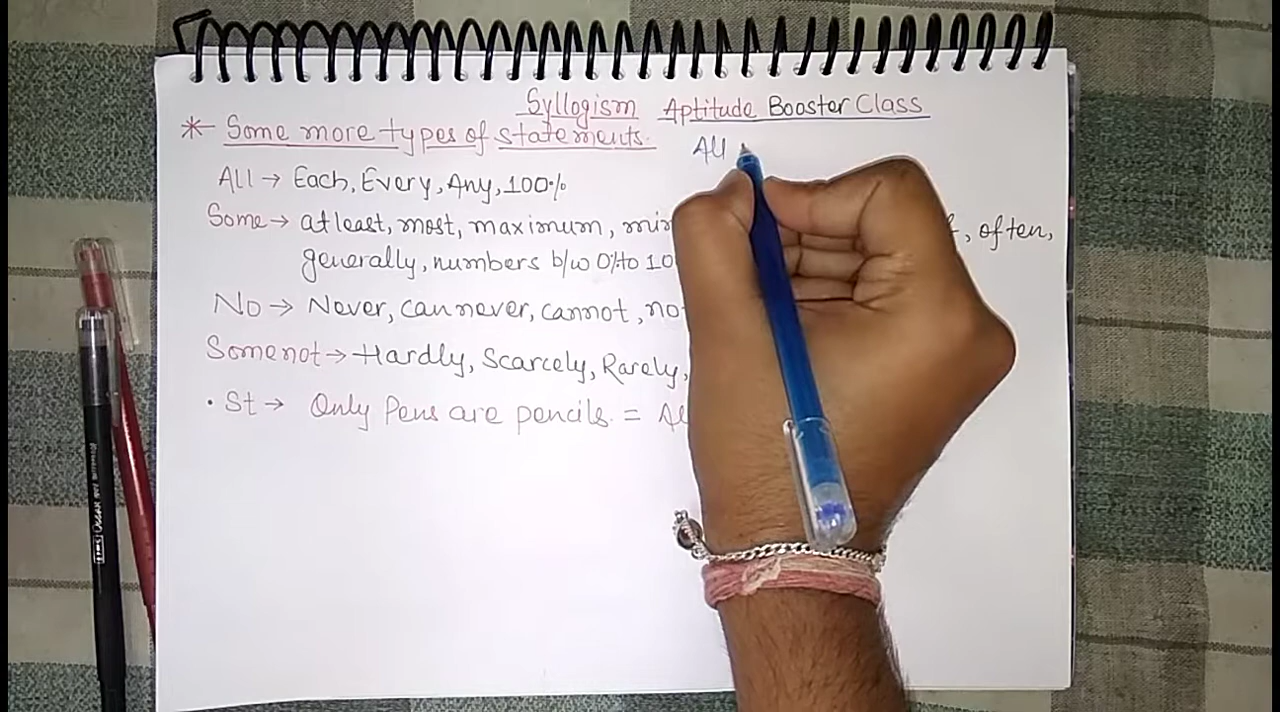 Syllogism Aptitude Booster Class
* Some more types of statements.
All
All → Each, Every, Any, 100%
Some → atleast, most, maximum, often,
generally, numbers b/w 0% to
No → Never, can never, cannot,
Some not → Hardly, Scarcely, Rarely,
• St → Only Pens are pencils. =